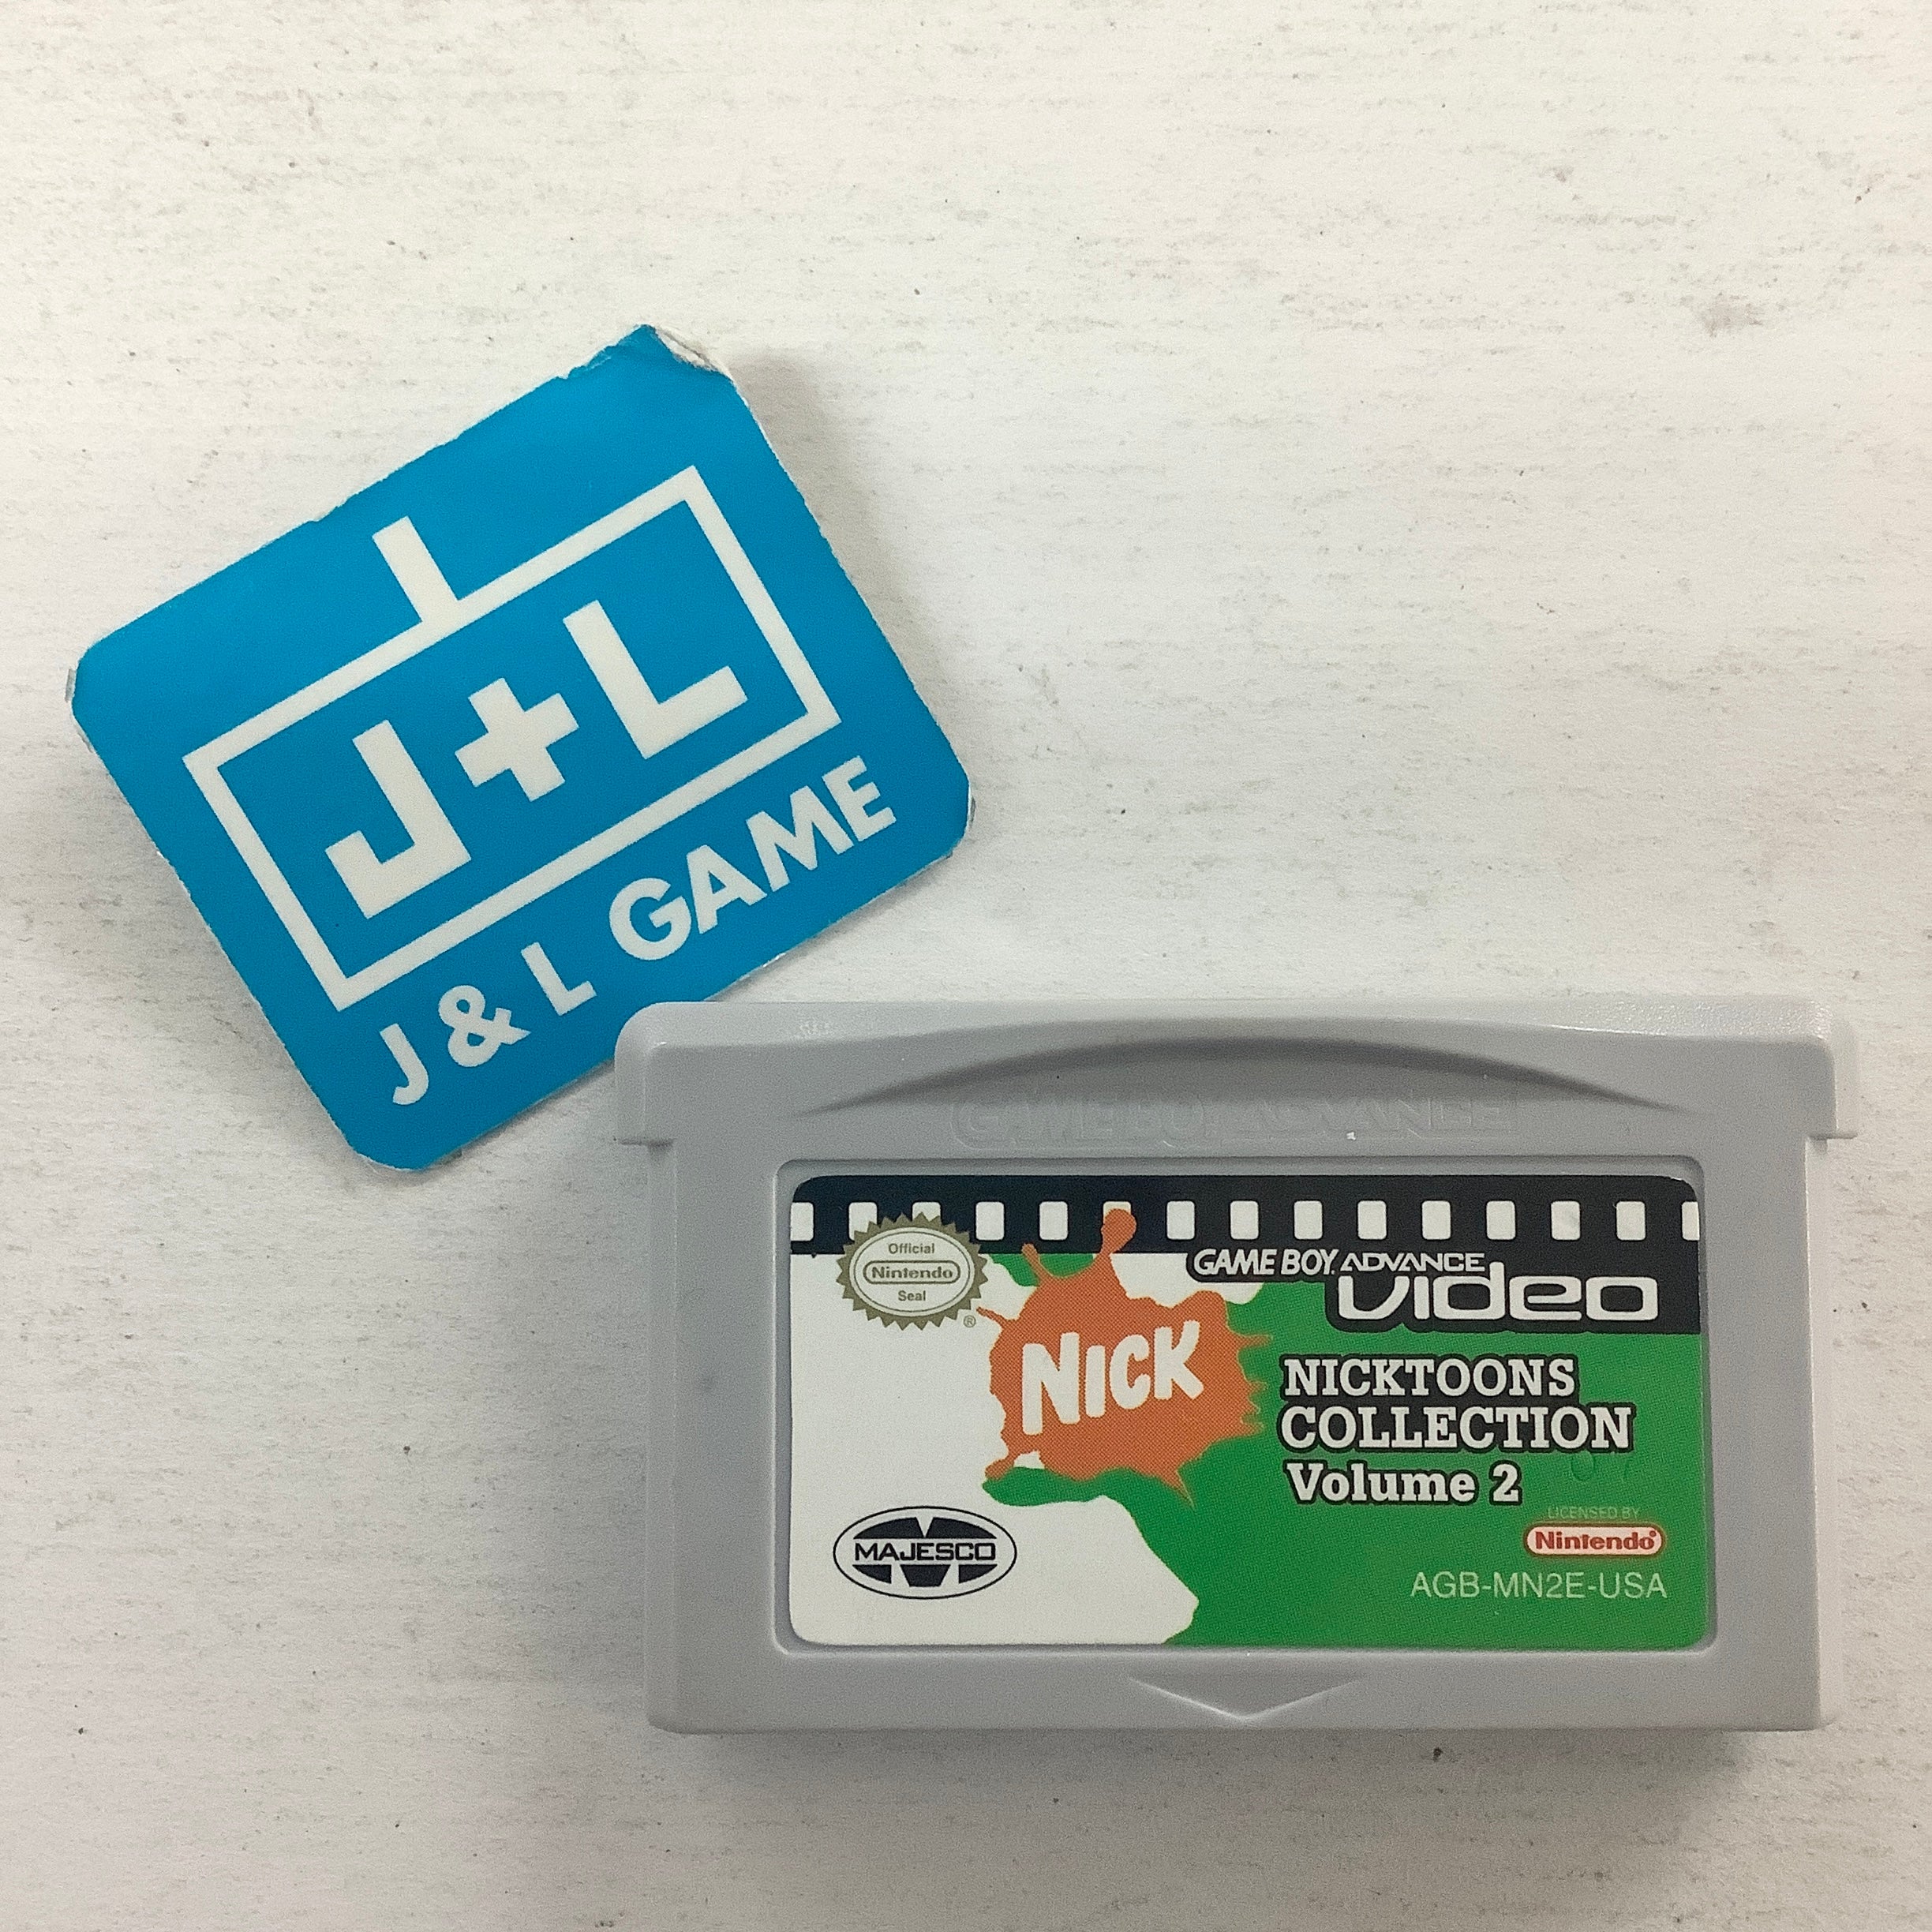 J+L
J & L GAME
GAME BOY ADVANCE
GAME BOY ADVANCE
video
Official
Nintendo
Seal
®
NICK
NICKTOONS
COLLECTION
Volume 2
07
LICENSED BY
Nintendo®
MAJESCO
AGB-MN2E-USA